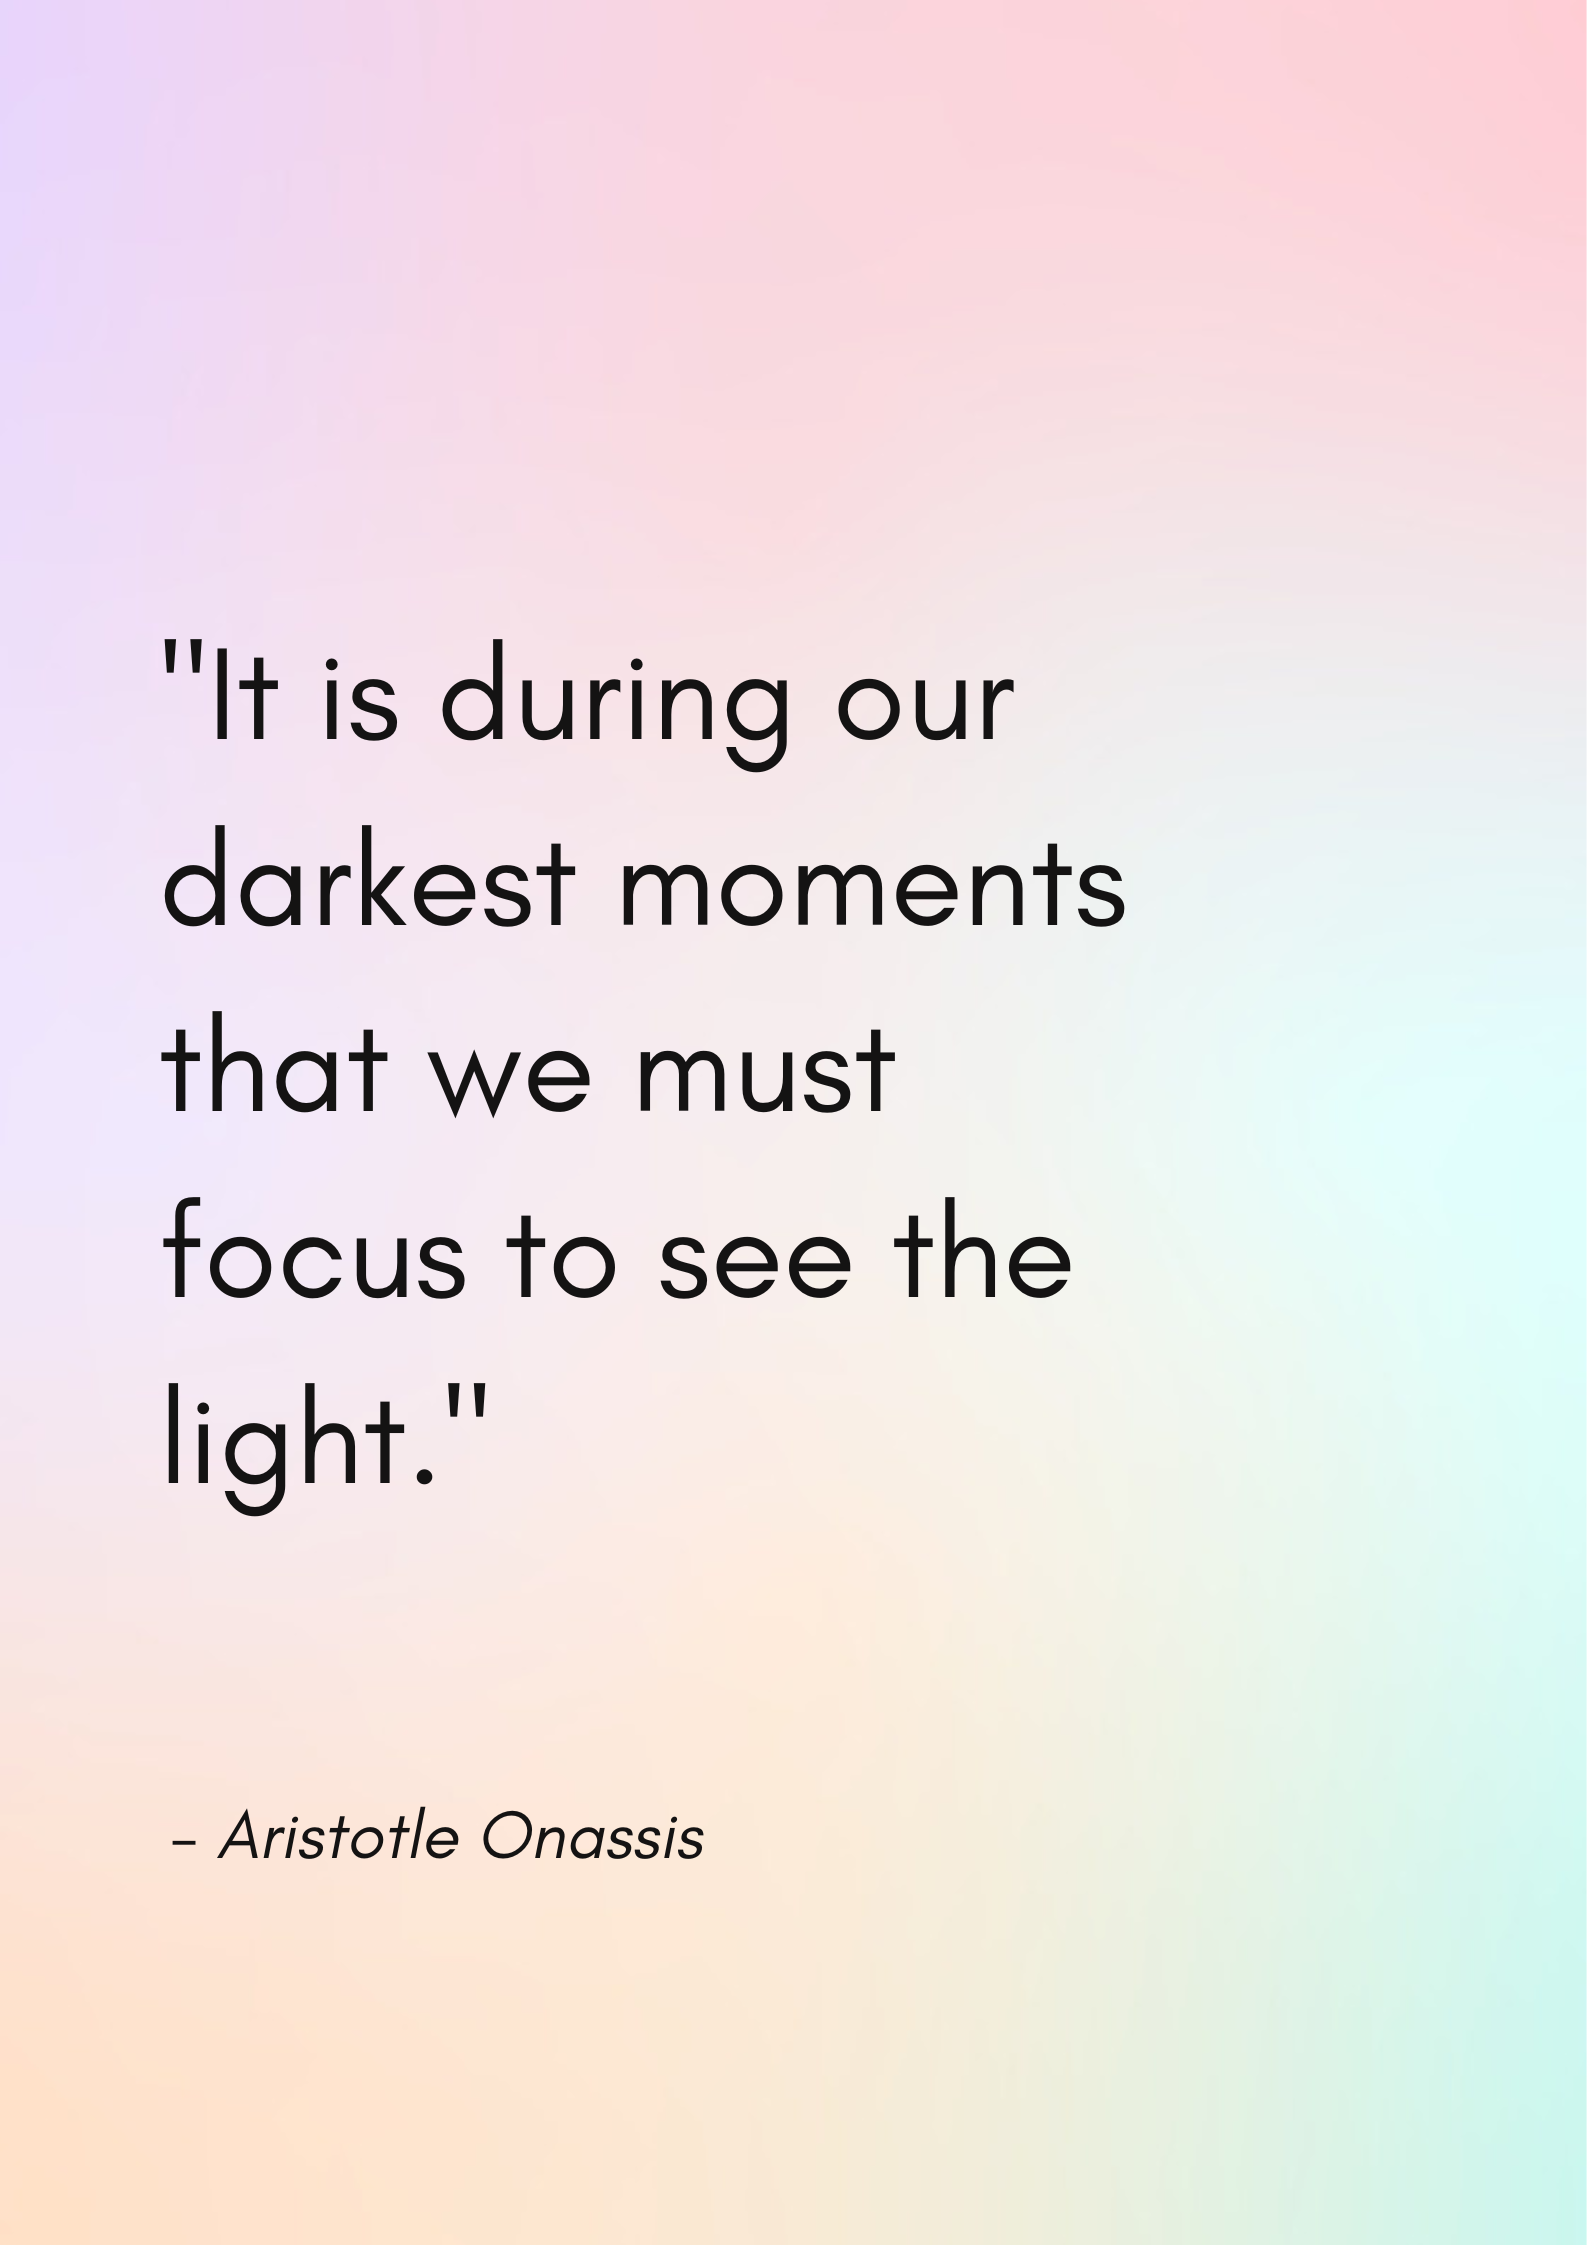 "It is during our
darkest moments
that we must
focus to see the
light."
– Aristotle Onassis